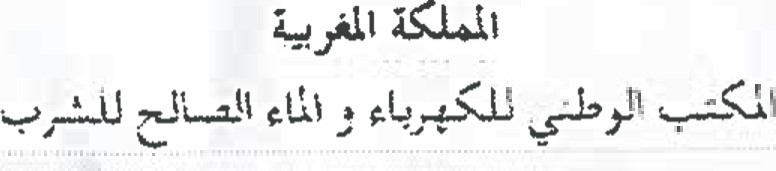 المملكة المغربية
المكتب الوطني للكهرباء و الماء الصالح للشرب